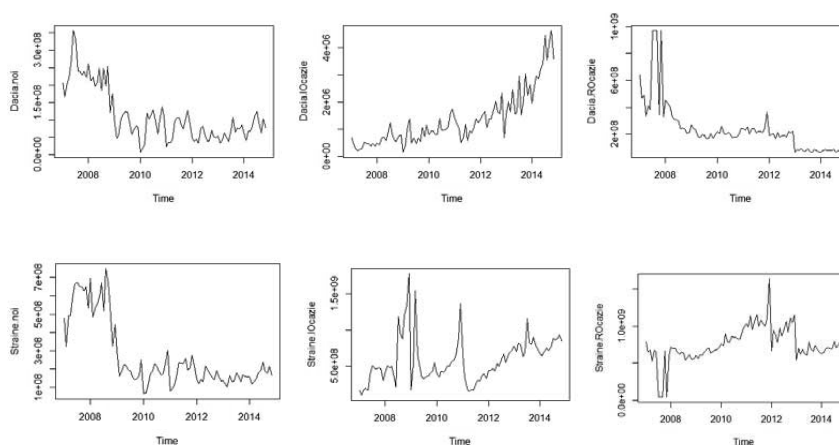 Dacia.noi
0.0e+00 1.5e+08 3.0e+08
2008 2010 2012 2014
Time
Dacia.IOcazie
0e+00 2e+06 4e+06
2008 2010 2012 2014
Time
Dacia.ROcazie
2e+08 6e+08 1e+09
2008 2010 2012 2014
Time
Straine.noi
1e+08 3e+08 5e+08 7e+08
2008 2010 2012 2014
Time
Straine.IOcazie
5.0e+08 1.5e+09
2008 2010 2012 2014
Time
Straine.ROcazie
0.0e+00 1.0e+09
2008 2010 2012 2014
Time